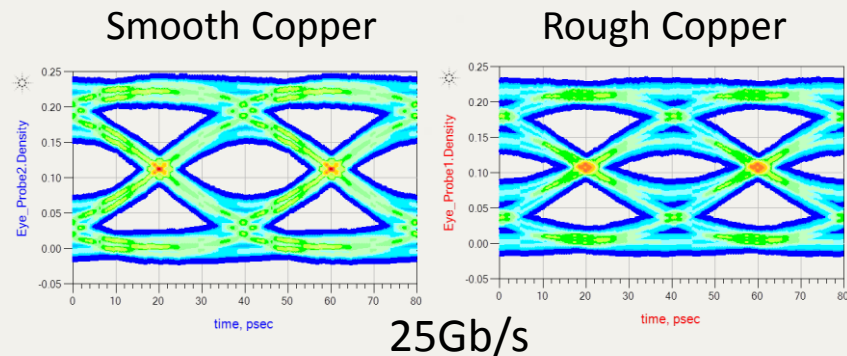 Smooth Copper
Rough Copper
0.25
0.20
0.15
0.10
0.05
0.00
-0.05
Eye_Probe2.Density
0 10 20 30 40 50 60 70 80
time, psec
0.25
0.20
0.15
0.10
0.05
0.00
-0.05
Eye_Probe1.Density
0 10 20 30 40 50 60 70 80
time, psec
25Gb/s